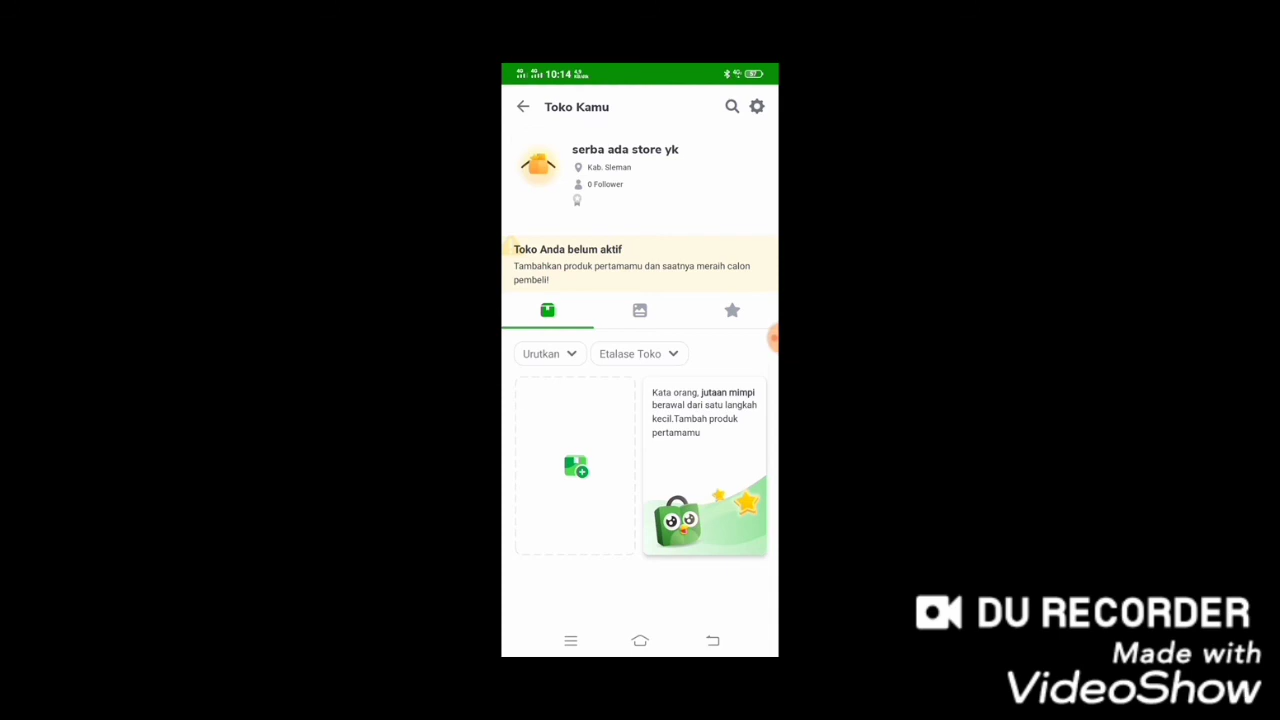 10:14
Toko Kamu
serba ada store yk
Kab. Sleman
0 Follower
Toko Anda belum aktif
Tambahkan produk pertamamu dan saatnya meraih calon
pembeli!
Urutkan
Etalase Toko
Kata orang, jutaan mimpi
berawal dari satu langkah
kecil.Tambah produk
pertamamu
DU RECORDER
Made with
VideoShow